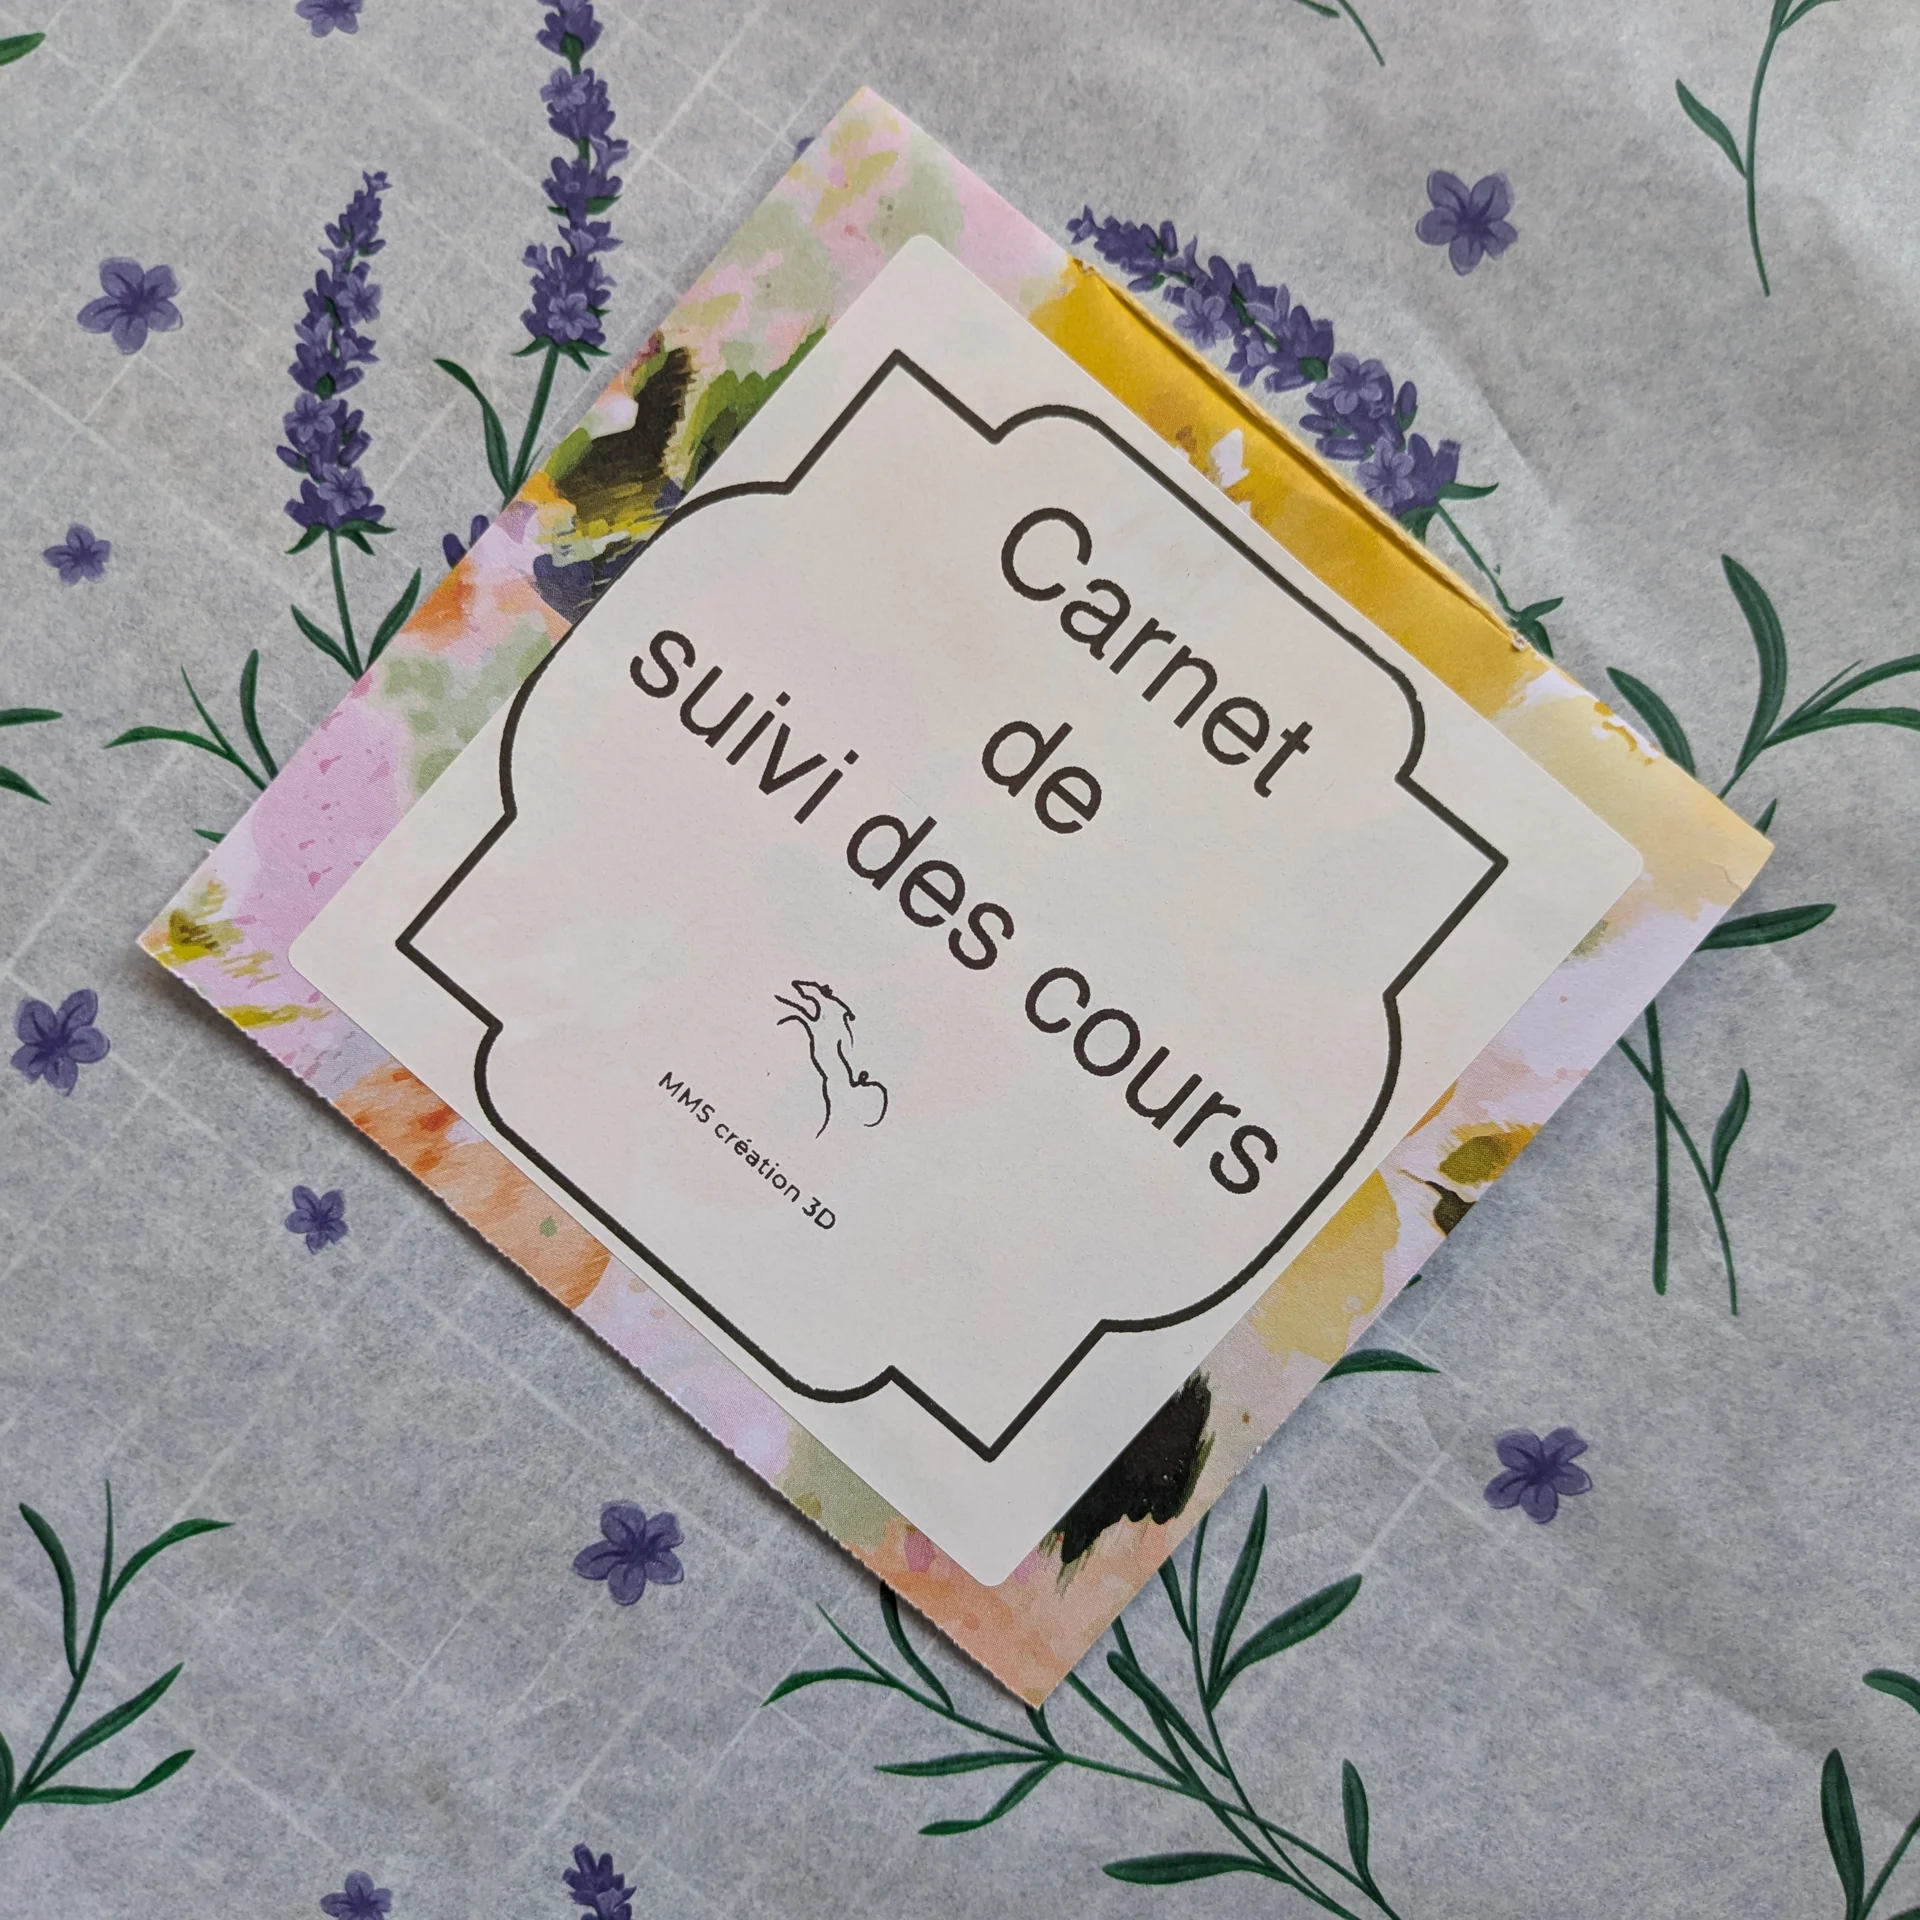 Carnet
de
suivi des cours
MMS création 3D